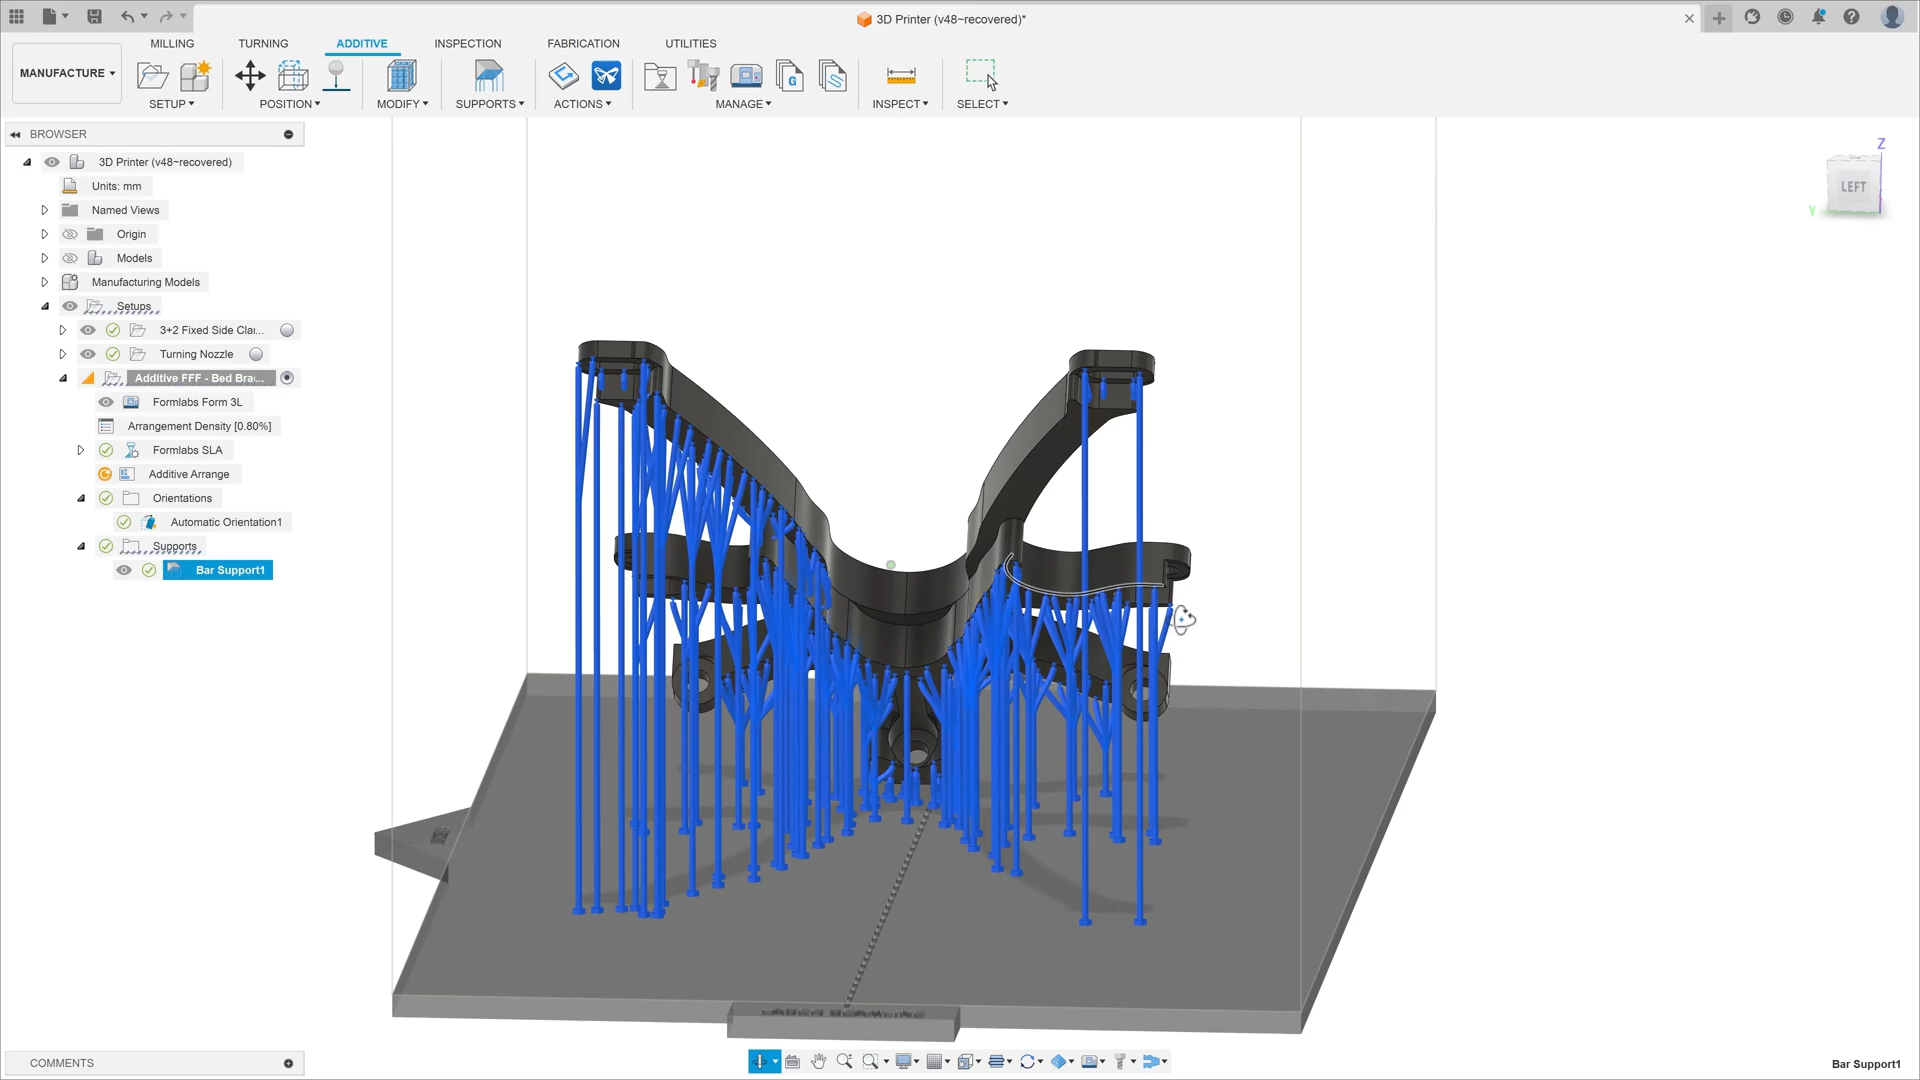 3D Printer (v48~recovered)*
MILLING
TURNING
ADDITIVE
INSPECTION
FABRICATION
UTILITIES
MANUFACTURE
SETUP
POSITION
MODIFY
SUPPORTS
ACTIONS
MANAGE
INSPECT
SELECT
G
BROWSER
3D Printer (v48~recovered)
Units: mm
Named Views
Origin
Models
Manufacturing Models
Setups
3+2 Fixed Side Clar...
Turning Nozzle
Additive FFF - Bed Bra...
Formlabs Form 3L
Arrangement Density [0.80%]
Formlabs SLA
Additive Arrange
Orientations
Automatic Orientation1
Supports
Bar Support1
Z
LEFT
Y
COMMENTS
Bar Support1